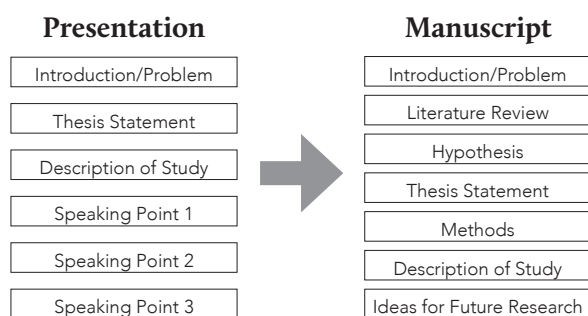 Presentation
Introduction/Problem
Thesis Statement
Description of Study
Speaking Point 1
Speaking Point 2
Speaking Point 3
Manuscript
Introduction/Problem
Literature Review
Hypothesis
Thesis Statement
Methods
Description of Study
Ideas for Future Research